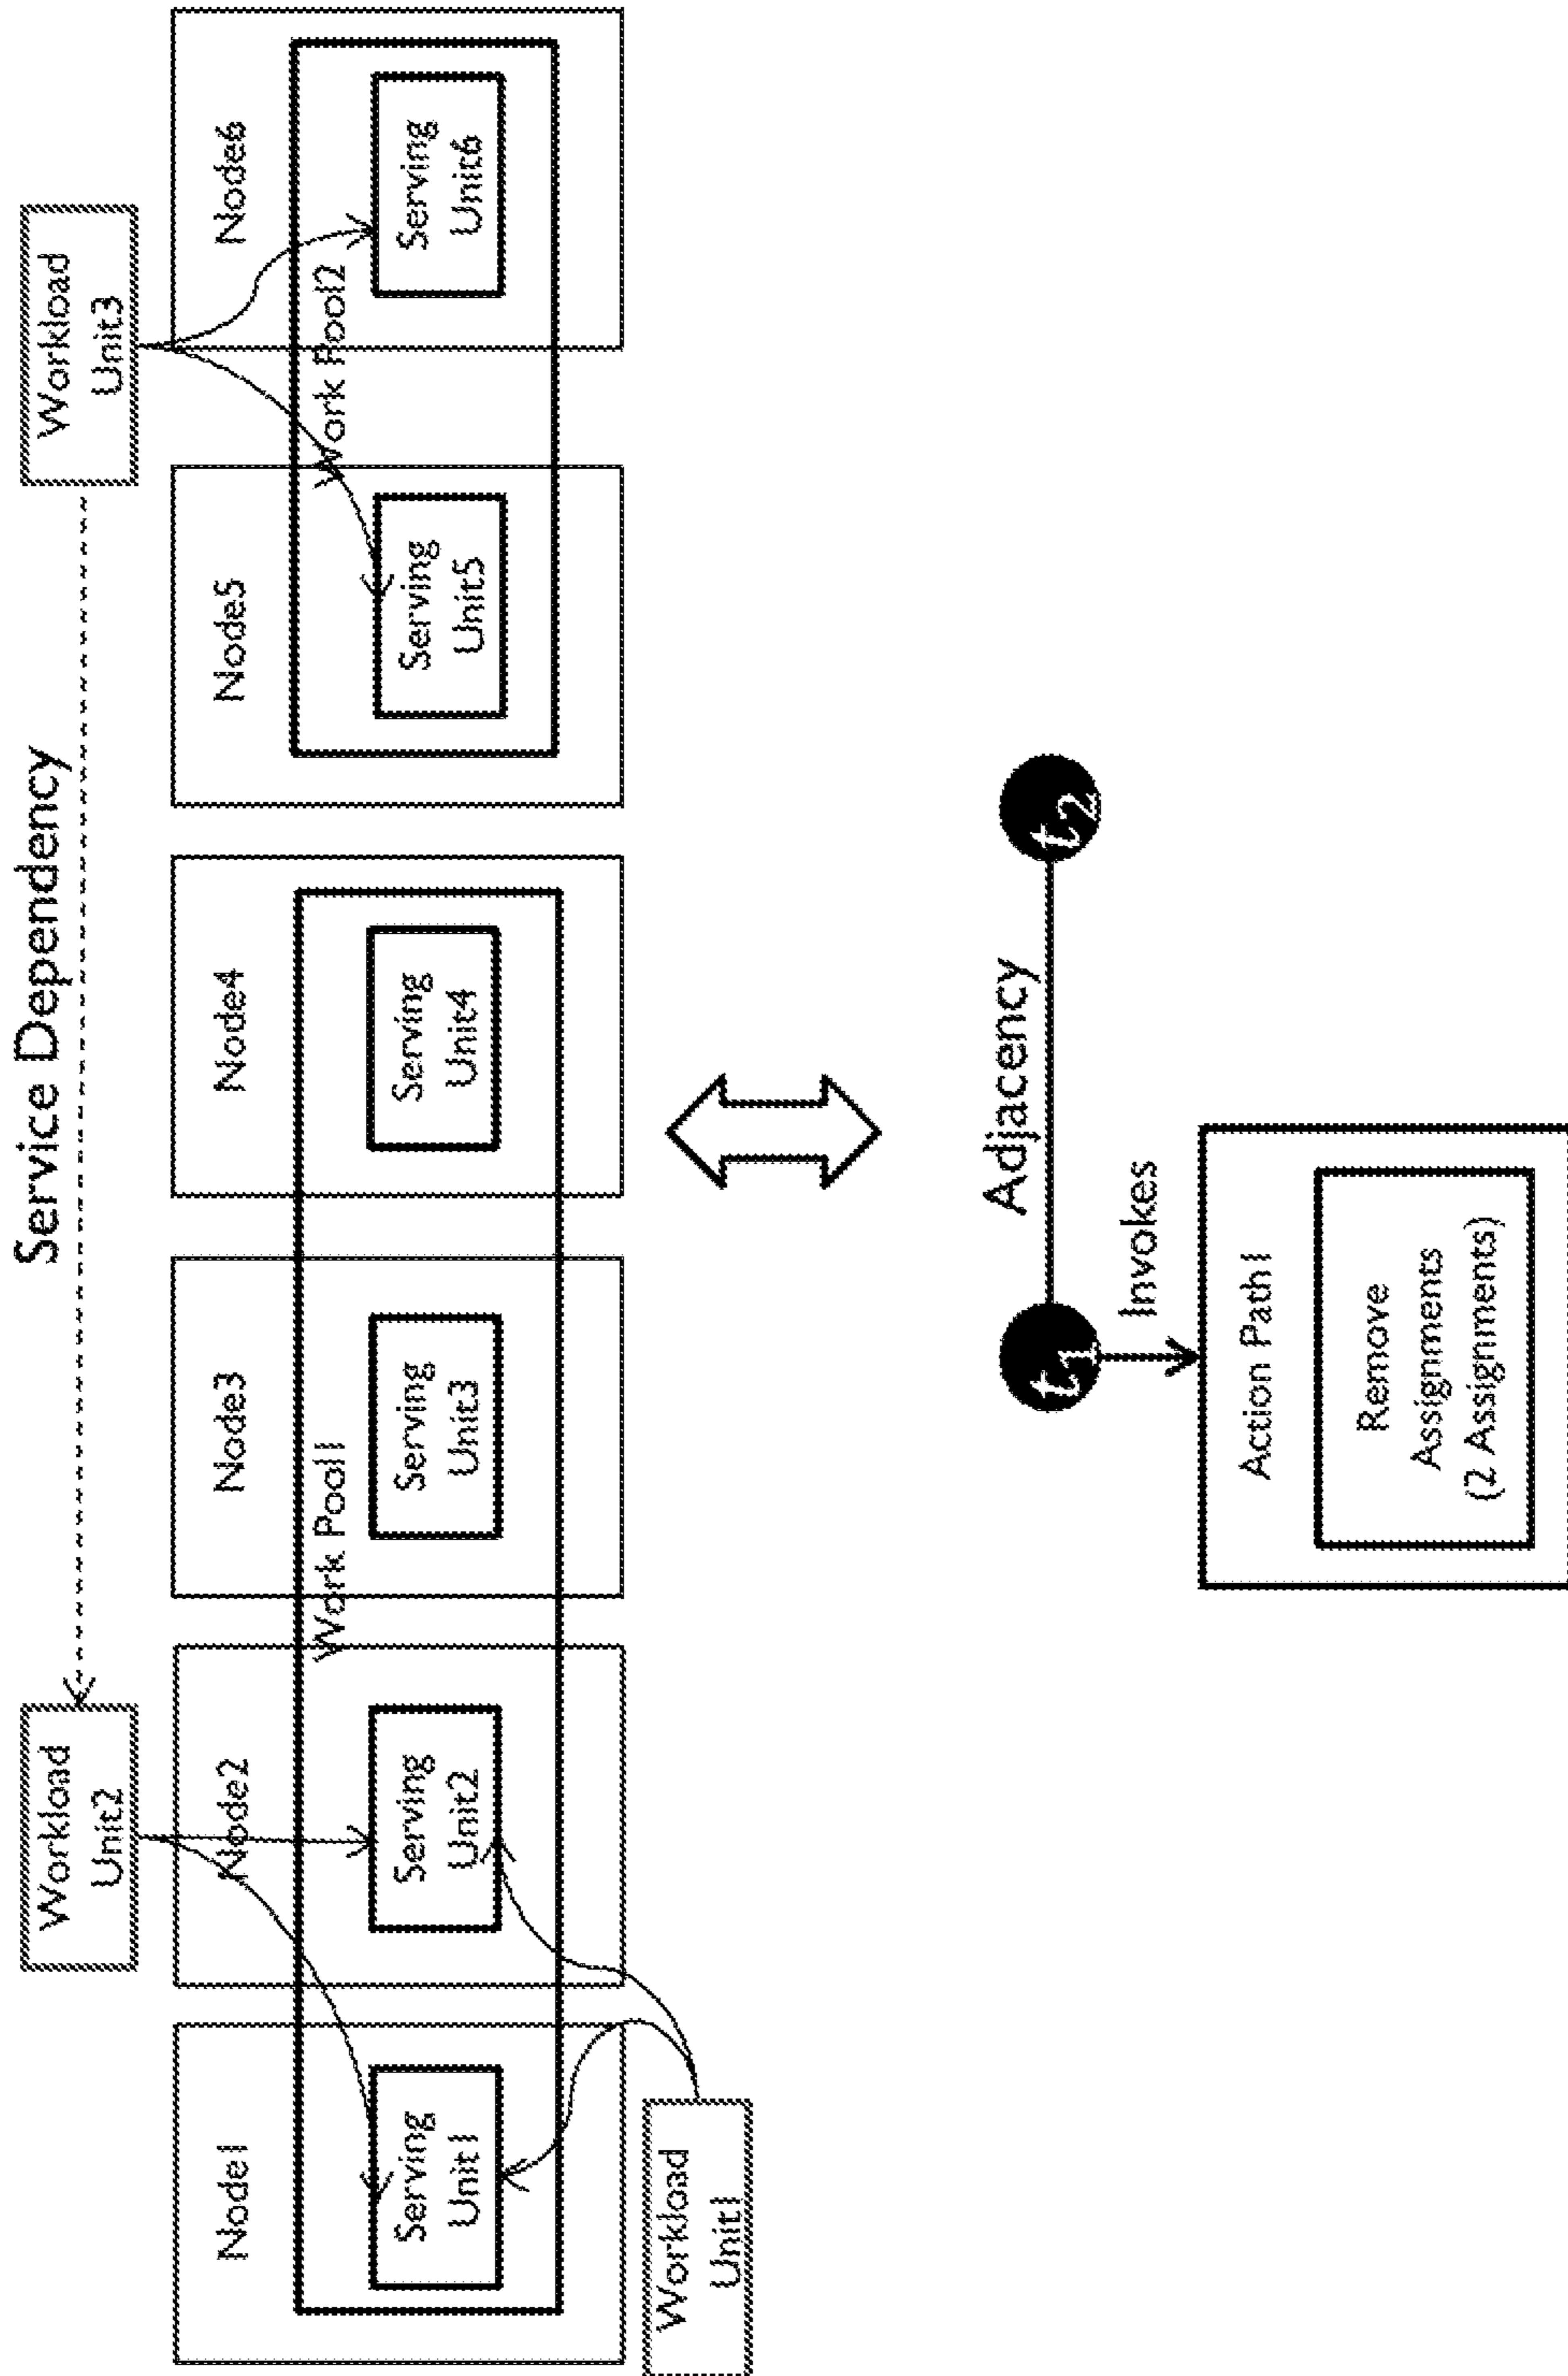 Service Dependency
Workload
Unit2
Workload
Unit3
Node1
Node2
Node3
Node4
Node5
Node6
Work Pool1
Work Pool2
Serving
Unit1
Serving
Unit2
Serving
Unit3
Serving
Unit4
Serving
Unit5
Serving
Unit6
Workload
Unit1
Adjacency
t1
t2
Invokes
Action Path1
Remove
Assignments
(2 Assignments)